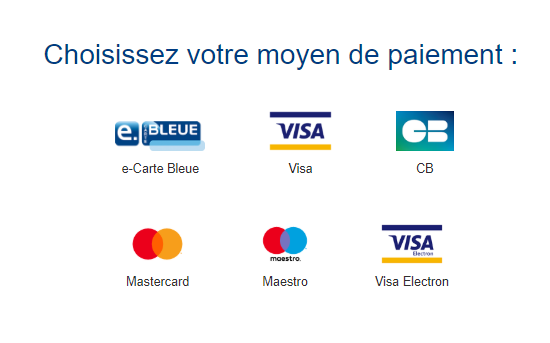 Choisissez votre moyen de paiement :
e. BLEUE VISA CB
e-Carte Bleue Visa CB
maestro. VISA Electron
Mastercard Maestro Visa Electron